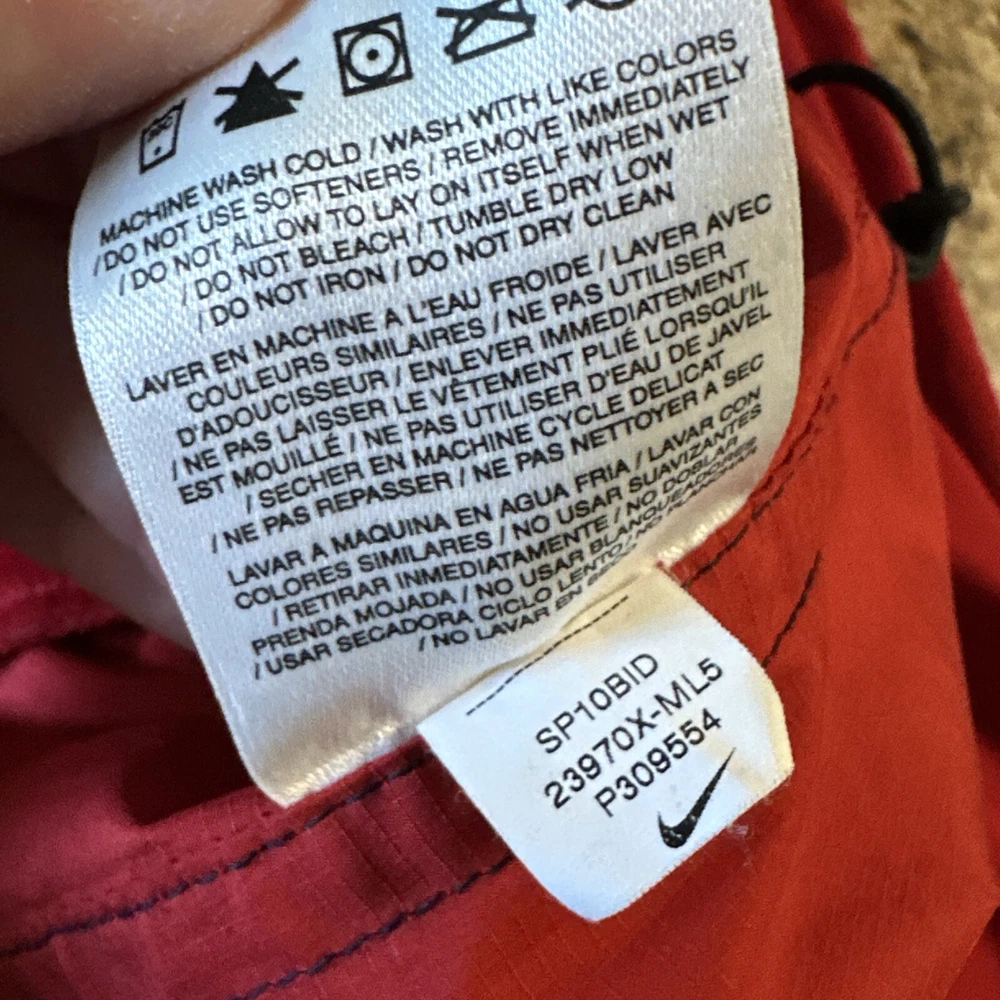 MACHINE WASH COLD / WASH WITH LIKE COLORS
/ DO NOT USE SOFTENERS / REMOVE IMMEDIATELY
/ DO NOT ALLOW TO LAY ON ITSELF WHEN WET
/ DO NOT BLEACH / TUMBLE DRY LOW
/ DO NOT IRON / DO NOT DRY CLEAN
LAVER EN MACHINE A L'EAU FROIDE / LAVER AVEC
COULEURS SIMILAIRES / NE PAS UTILISER
D'ADOUCISSEUR / ENLEVER IMMEDIATEMENT
/ NE PAS LAISSER LE VÈTEMENT PLIÉ LORSQU'IL
EST MOUILLÉ / NE PAS UTILISER D'EAU DE JAVEL
/ SECHER EN MACHINE CYCLE DELICAT
/ NE PAS REPASSER / NE PAS NETTOYER A SEC
LAVAR A MAQUINA EN AGUA FRIA / LAVAR CON
COLORES SIMILARES / NO USAR SUAVIZANTES
/ RETIRAR INMEDIATAMENTE / NO DOBLAR
PRENDA MOJADA / NO USAR BLANQUEADORES
/ USAR SECADORA CICLO LENTO / NO
/ NO LAVAR EN
SP10BID
23970X-ML5
P309554